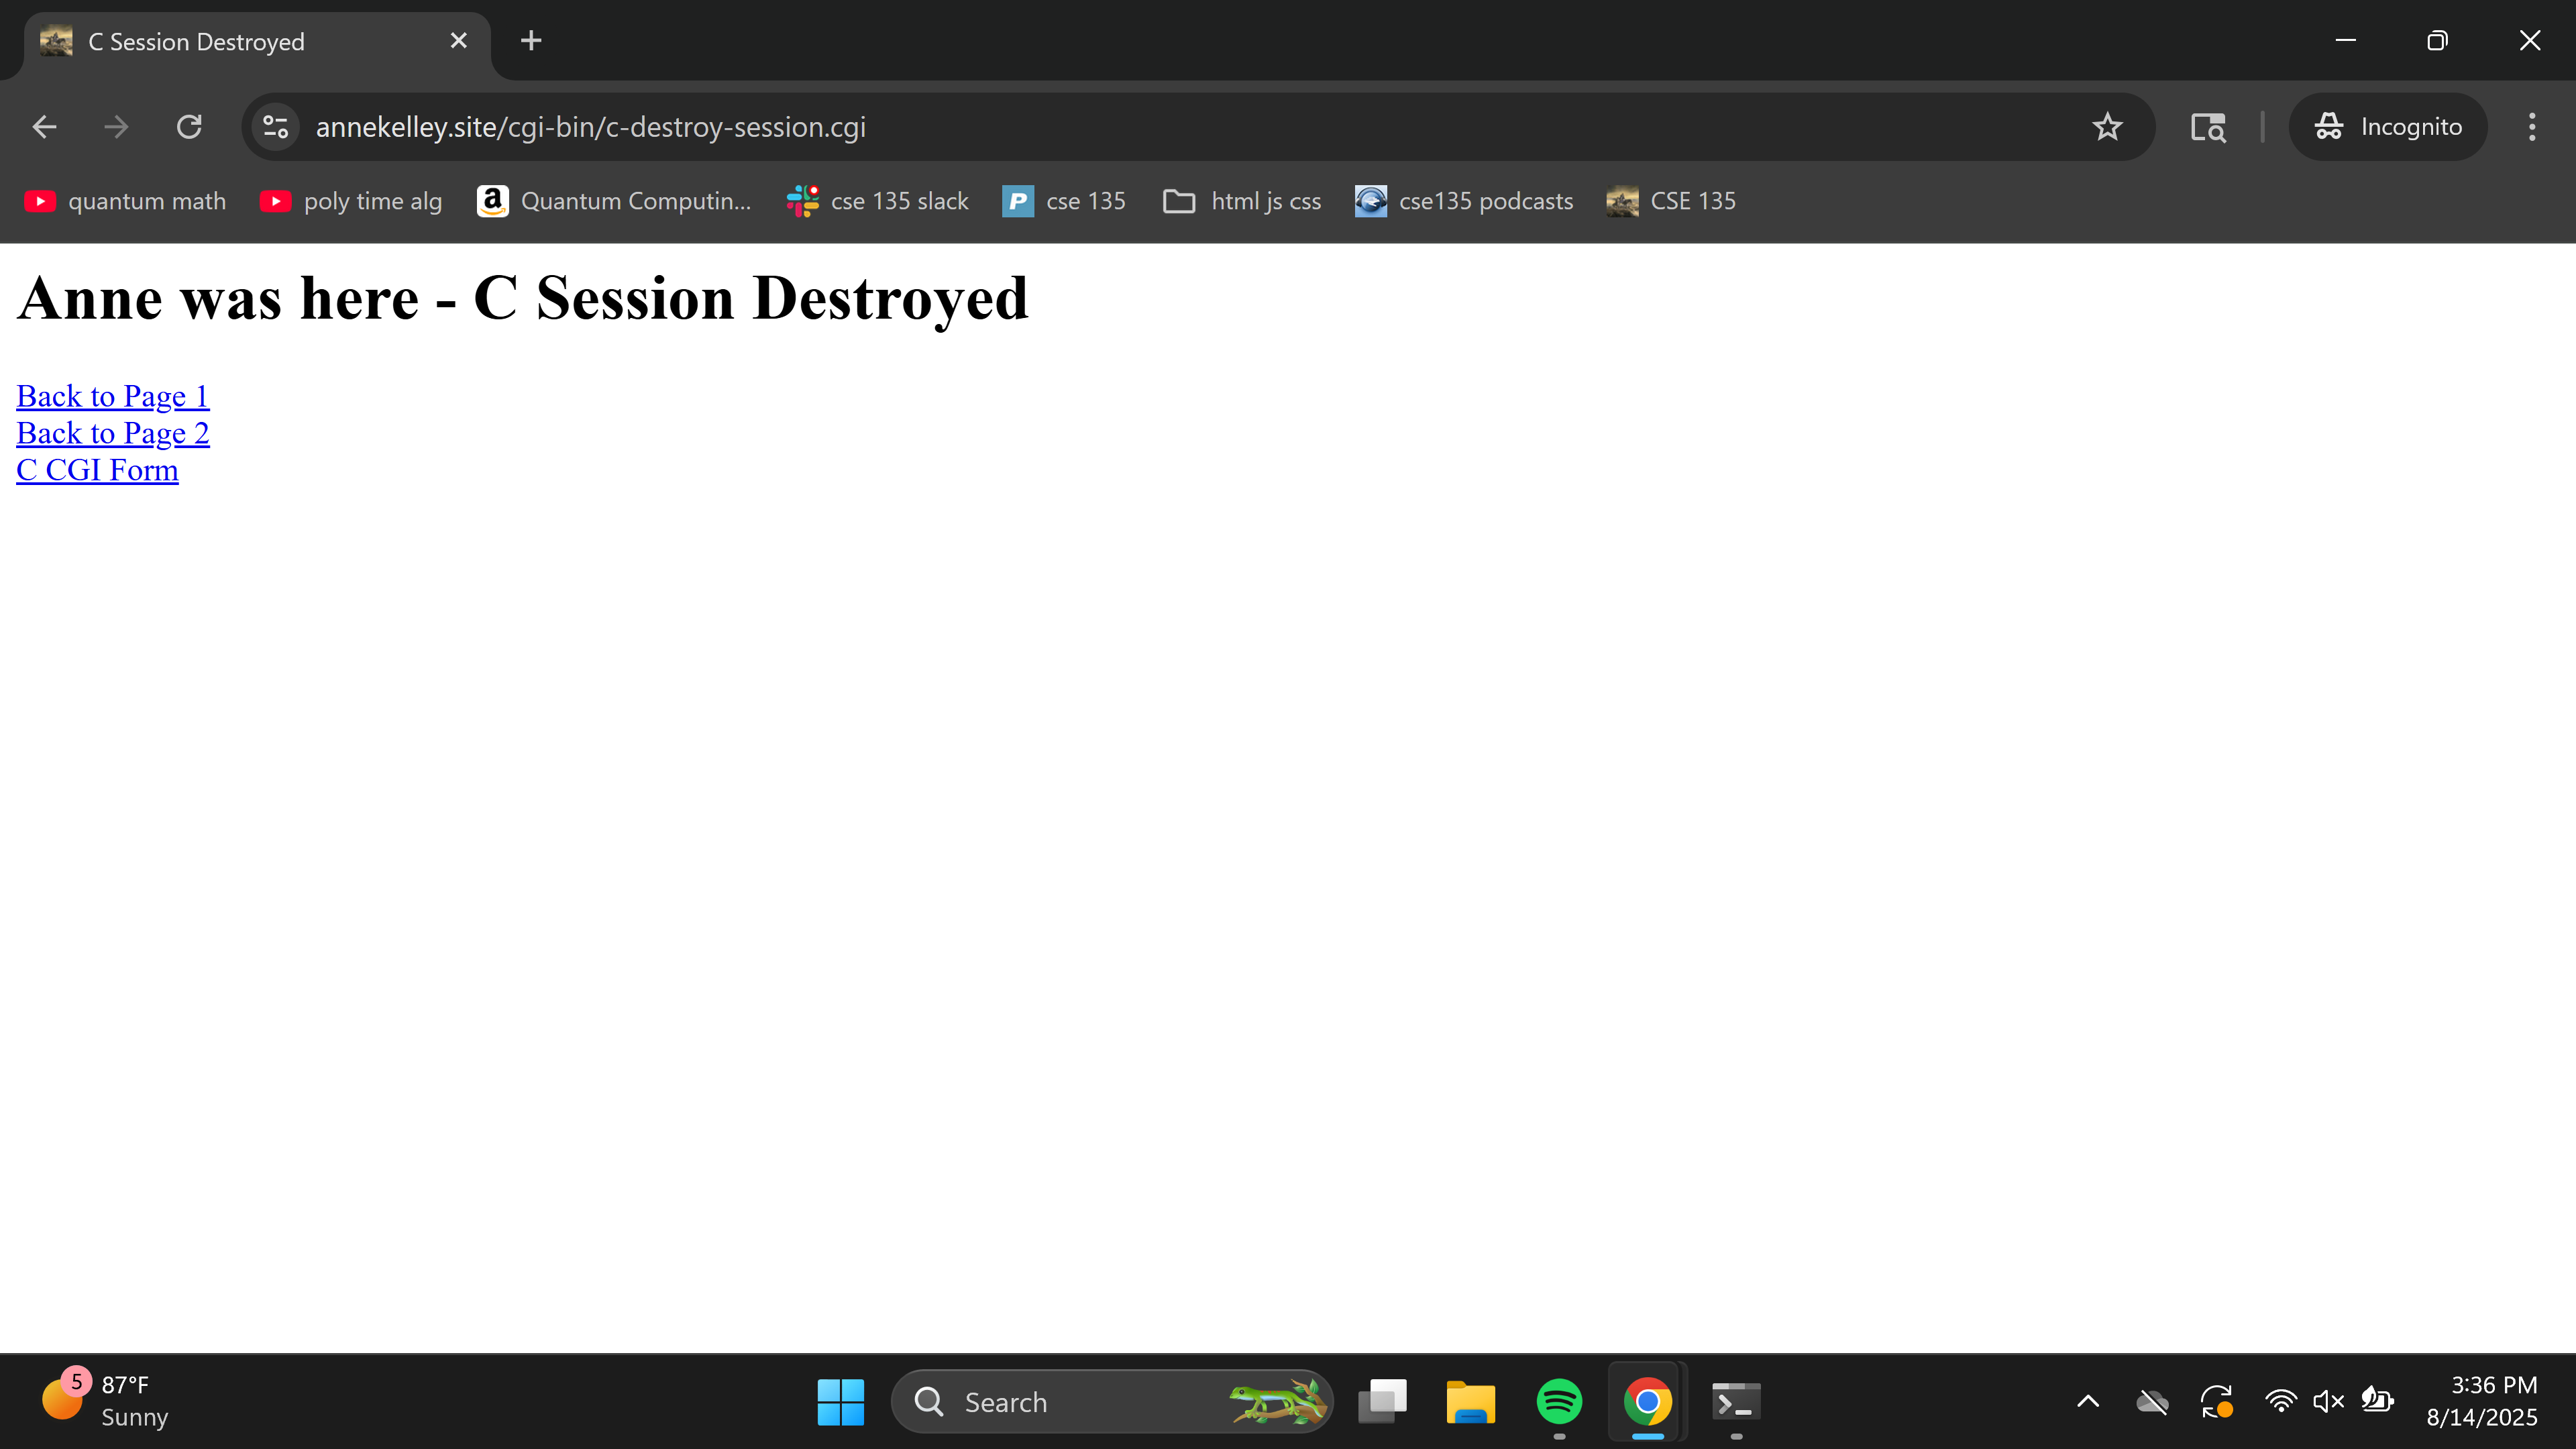 C Session Destroyed
annekelley.site/cgi-bin/c-destroy-session.cgi
Incognito
quantum math
poly time alg
Quantum Computin...
cse 135 slack
cse 135
html js css
cse135 podcasts
CSE 135
Anne was here - C Session Destroyed
Back to Page 1
Back to Page 2
C CGI Form
5
87°F
Sunny
Search
3:36 PM
8/14/2025